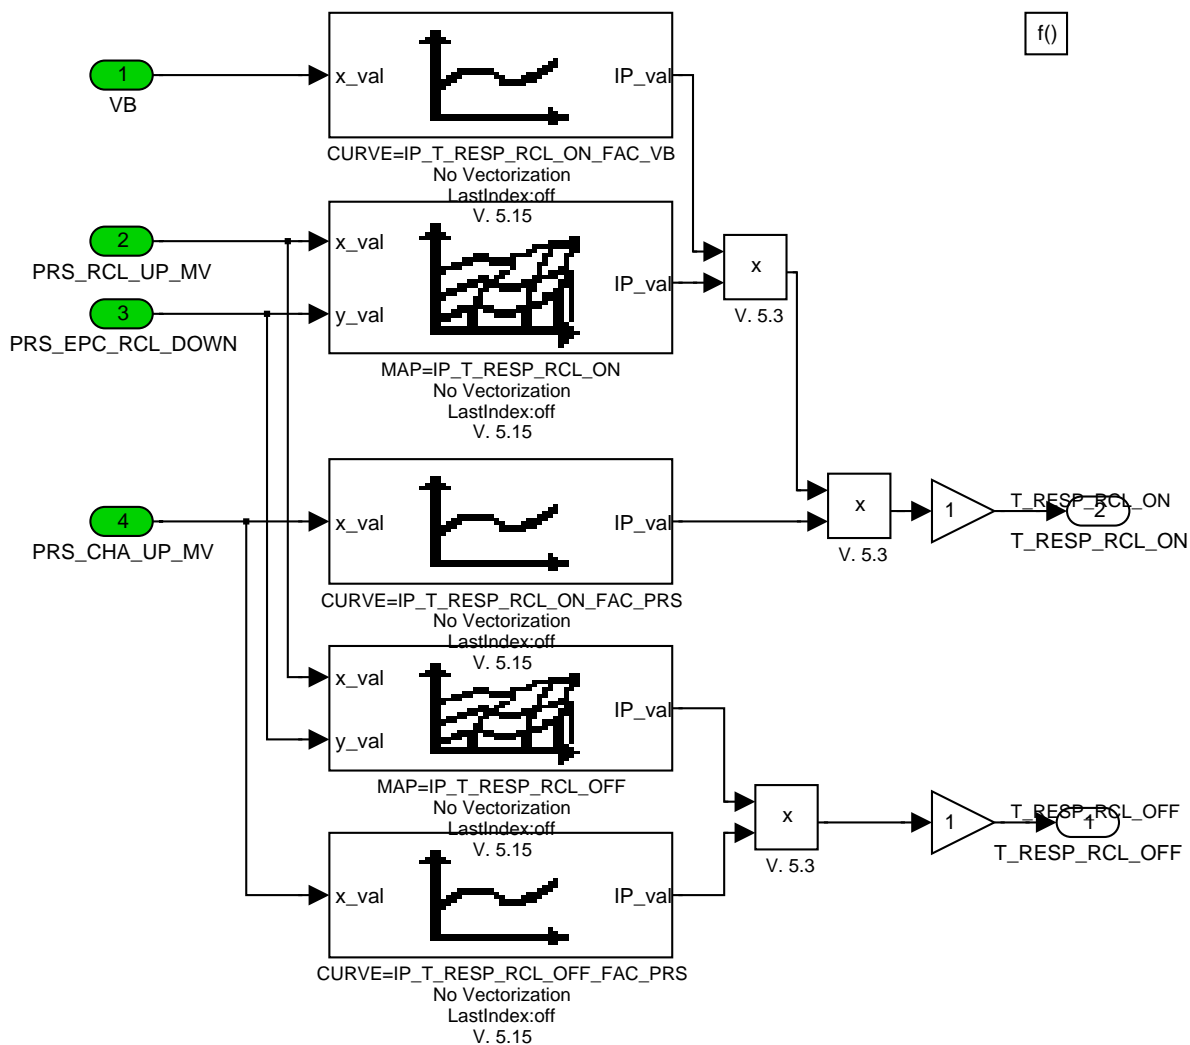 f()
1
VB
x_val
IP_val
CURVE=IP_T_RESP_RCL_ON_FAC_VB
No Vectorization
LastIndex:off
V. 5.15
2
PRS_RCL_UP_MV
3
PRS_EPC_RCL_DOWN
x_val
y_val
IP_val
MAP=IP_T_RESP_RCL_ON
No Vectorization
LastIndex:off
V. 5.15
x
V. 5.3
4
PRS_CHA_UP_MV
x_val
IP_val
CURVE=IP_T_RESP_RCL_ON_FAC_PRS
No Vectorization
LastIndex:off
V. 5.15
x
V. 5.3
1
T_RESP_RCL_ON
2
T_RESP_RCL_ON
x_val
y_val
IP_val
MAP=IP_T_RESP_RCL_OFF
No Vectorization
LastIndex:off
V. 5.15
x
V. 5.3
1
T_RESP_RCL_OFF
1
T_RESP_RCL_OFF
x_val
IP_val
CURVE=IP_T_RESP_RCL_OFF_FAC_PRS
No Vectorization
LastIndex:off
V. 5.15